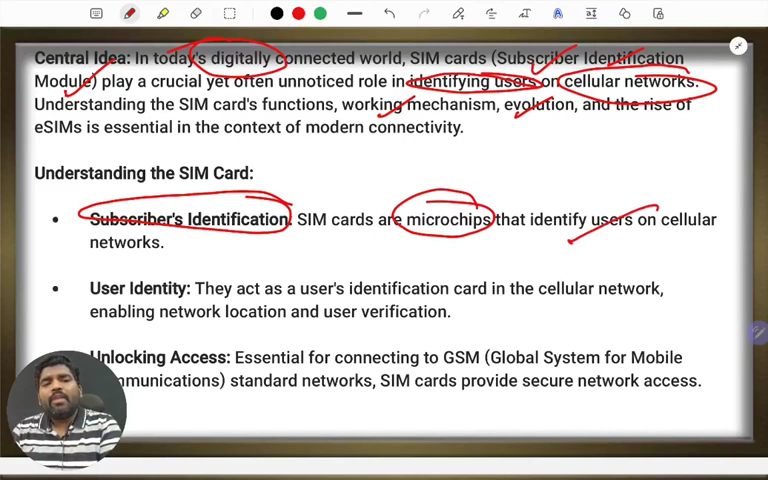 Central Idea: In today's digitally connected world, SIM cards (Subscriber Identification
Module) play a crucial yet often unnoticed role in identifying users on cellular networks.
Understanding the SIM card's functions, working mechanism, evolution, and the rise of
eSIMs is essential in the context of modern connectivity.
Understanding the SIM Card:
• Subscriber's Identification: SIM cards are microchips that identify users on cellular
networks.
• User Identity: They act as a user's identification card in the cellular network,
enabling network location and user verification.
Unlocking Access: Essential for connecting to GSM (Global System for Mobile
mmunications) standard networks, SIM cards provide secure network access.